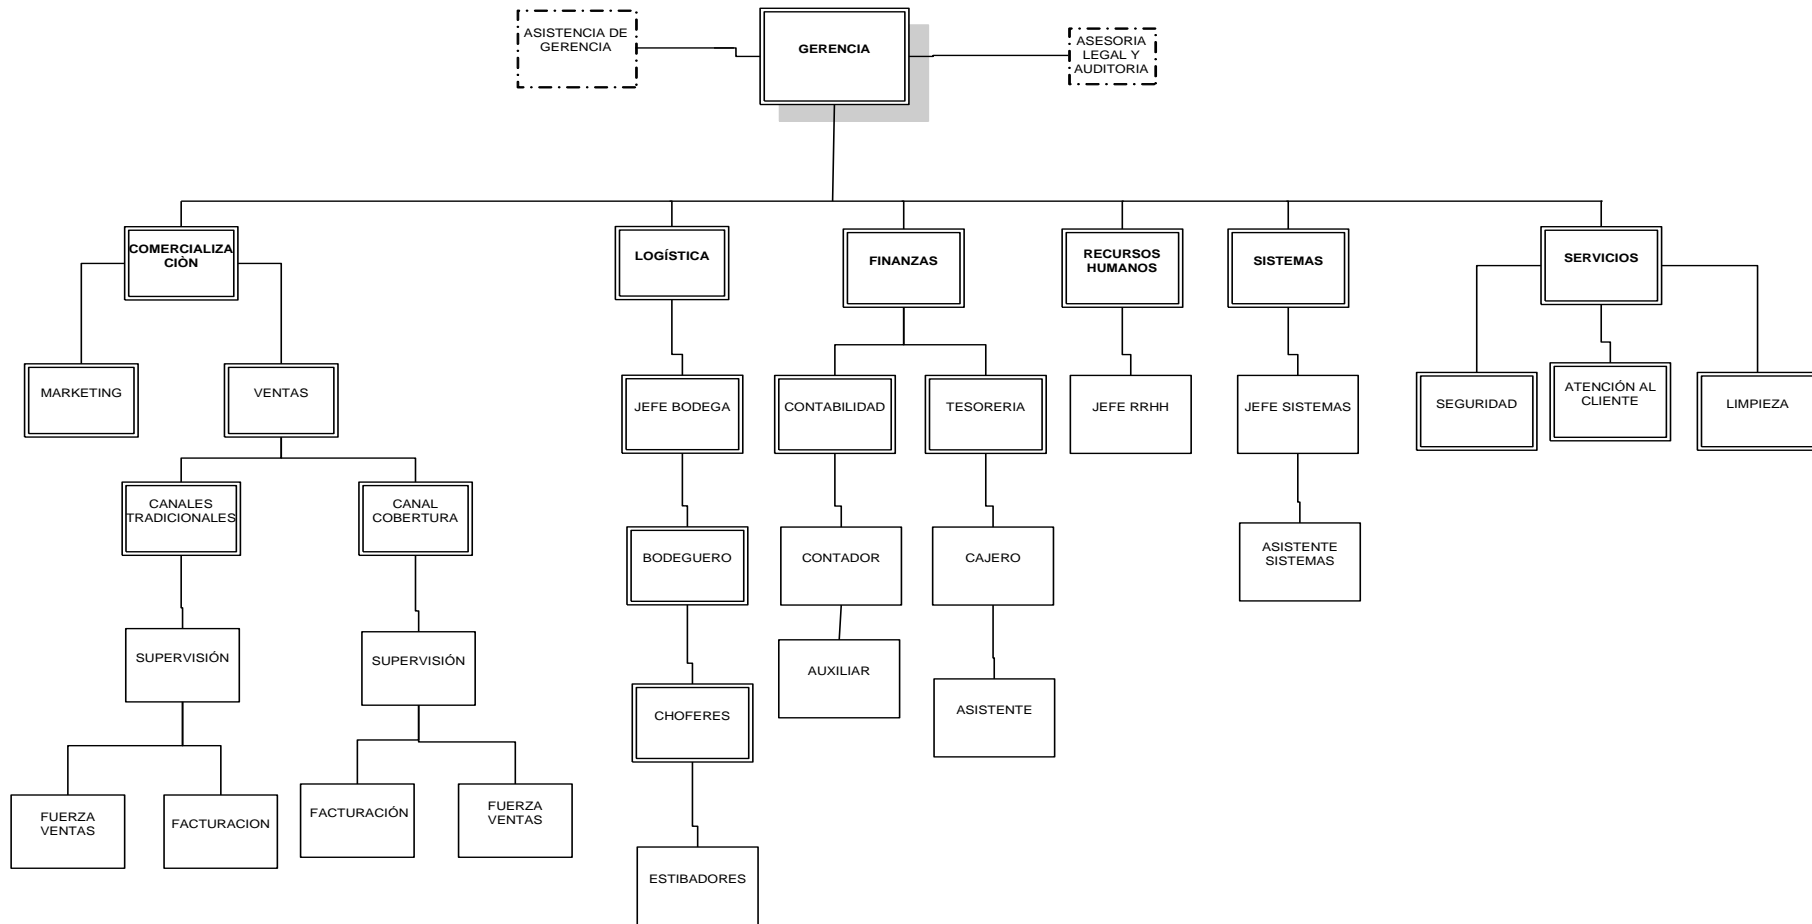 ASISTENCIA DE
GERENCIA
GERENCIA
ASESORIA
LEGAL Y
AUDITORIA
COMERCIALIZA
CIÒN
LOGÍSTICA
FINANZAS
RECURSOS
HUMANOS
SISTEMAS
SERVICIOS
MARKETING
VENTAS
JEFE BODEGA
CONTABILIDAD
TESORERIA
JEFE RRHH
JEFE SISTEMAS
SEGURIDAD
ATENCIÓN AL
CLIENTE
LIMPIEZA
CANALES
TRADICIONALES
CANAL
COBERTURA
BODEGUERO
CONTADOR
CAJERO
ASISTENTE
SISTEMAS
SUPERVISIÓN
SUPERVISIÓN
CHOFERES
AUXILIAR
ASISTENTE
FUERZA
VENTAS
FACTURACION
FACTURACIÓN
FUERZA
VENTAS
ESTIBADORES